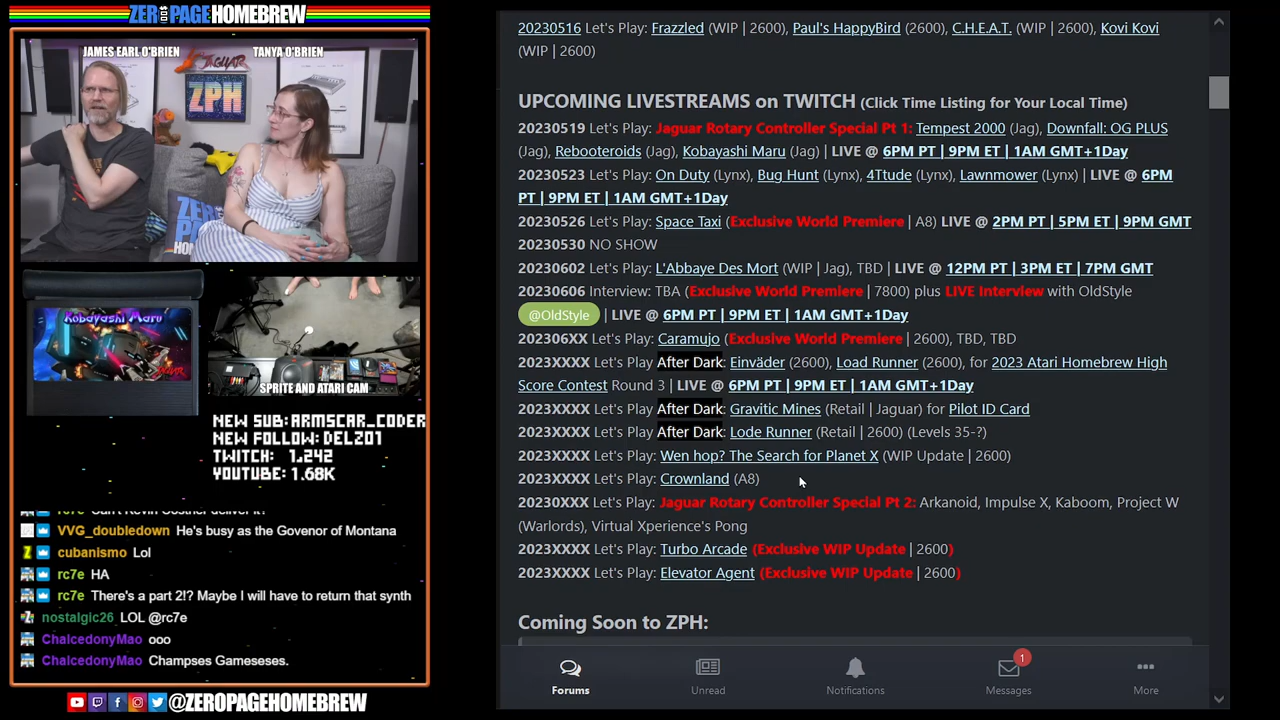 ZERO PAGE HOMEBREW
JAMES EARL O'BRIEN
TANYA O'BRIEN
JAGUAR
ZPH
Kobayashi Maru
JAGUAR
SPRITE AND ATARI CAM
NEW SUB: ARMSCAR_CODER
NEW FOLLOW: DELZ01
TWITCH: 1,242
YOUTUBE: 1.68K
VVG_doubledown He's busy as the Govenor of Montana
cubanismo Lol
rc7e HA
rc7e There's a part 2!? Maybe I will have to return that synth
nostalgic26 LOL @rc7e
ChalcedonyMao ooo
ChalcedonyMao Champses Gameseses.
@ZEROPAGEHOMEBREW
20230516 Let's Play: Frazzled (WIP | 2600), Paul's HappyBird (2600), C.H.E.A.T. (WIP | 2600), Kovi Kovi
(WIP | 2600)
UPCOMING LIVESTREAMS on TWITCH (Click Time Listing for Your Local Time)
20230519 Let's Play: Jaguar Rotary Controller Special Pt 1: Tempest 2000 (Jag), Downfall: OG PLUS
(Jag), Rebooteroids (Jag), Kobayashi Maru (Jag) | LIVE @ 6PM PT | 9PM ET | 1AM GMT+1Day
20230523 Let's Play: On Duty (Lynx), Bug Hunt (Lynx), 4Ttude (Lynx), Lawnmower (Lynx) | LIVE @ 6PM
PT | 9PM ET | 1AM GMT+1Day
20230526 Let's Play: Space Taxi (Exclusive World Premiere | A8) LIVE @ 2PM PT | 5PM ET | 9PM GMT
20230530 NO SHOW
20230602 Let's Play: L'Abbaye Des Mort (WIP | Jag), TBD | LIVE @ 12PM PT | 3PM ET | 7PM GMT
20230606 Interview: TBA (Exclusive World Premiere | 7800) plus LIVE Interview with OldStyle
@OldStyle | LIVE @ 6PM PT | 9PM ET | 1AM GMT+1Day
202306XX Let's Play: Caramujo (Exclusive World Premiere | 2600), TBD, TBD
2023XXXX Let's Play After Dark: Einväder (2600), Load Runner (2600), for 2023 Atari Homebrew High
Score Contest Round 3 | LIVE @ 6PM PT | 9PM ET | 1AM GMT+1Day
2023XXXX Let's Play After Dark: Gravitic Mines (Retail | Jaguar) for Pilot ID Card
2023XXXX Let's Play After Dark: Lode Runner (Retail | 2600) (Levels 35-?)
2023XXXX Let's Play: Wen hop? The Search for Planet X (WIP Update | 2600)
2023XXXX Let's Play: Crownland (A8)
20230XXX Let's Play: Jaguar Rotary Controller Special Pt 2: Arkanoid, Impulse X, Kaboom, Project W
(Warlords), Virtual Xperience's Pong
2023XXXX Let's Play: Turbo Arcade (Exclusive WIP Update | 2600)
2023XXXX Let's Play: Elevator Agent (Exclusive WIP Update | 2600)
Coming Soon to ZPH:
1
Forums
Unread
Notifications
Messages
More